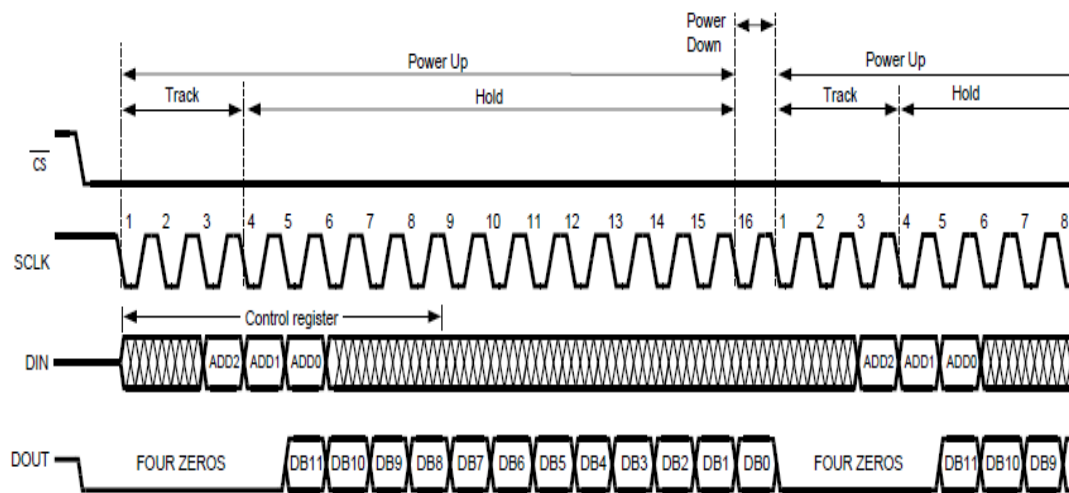 Power
Down
Power Up
Power Up
Track
Hold
Track
Hold
CS
1 2 3 4 5 6 7 8 9 10 11 12 13 14 15 16 1 2 3 4 5 6 7 8
SCLK
Control register
DIN
ADD2 ADD1 ADD0 ADD2 ADD1 ADD0
DOUT
FOUR ZEROS DB11 DB10 DB9 DB8 DB7 DB6 DB5 DB4 DB3 DB2 DB1 DB0 FOUR ZEROS DB11 DB10 DB9